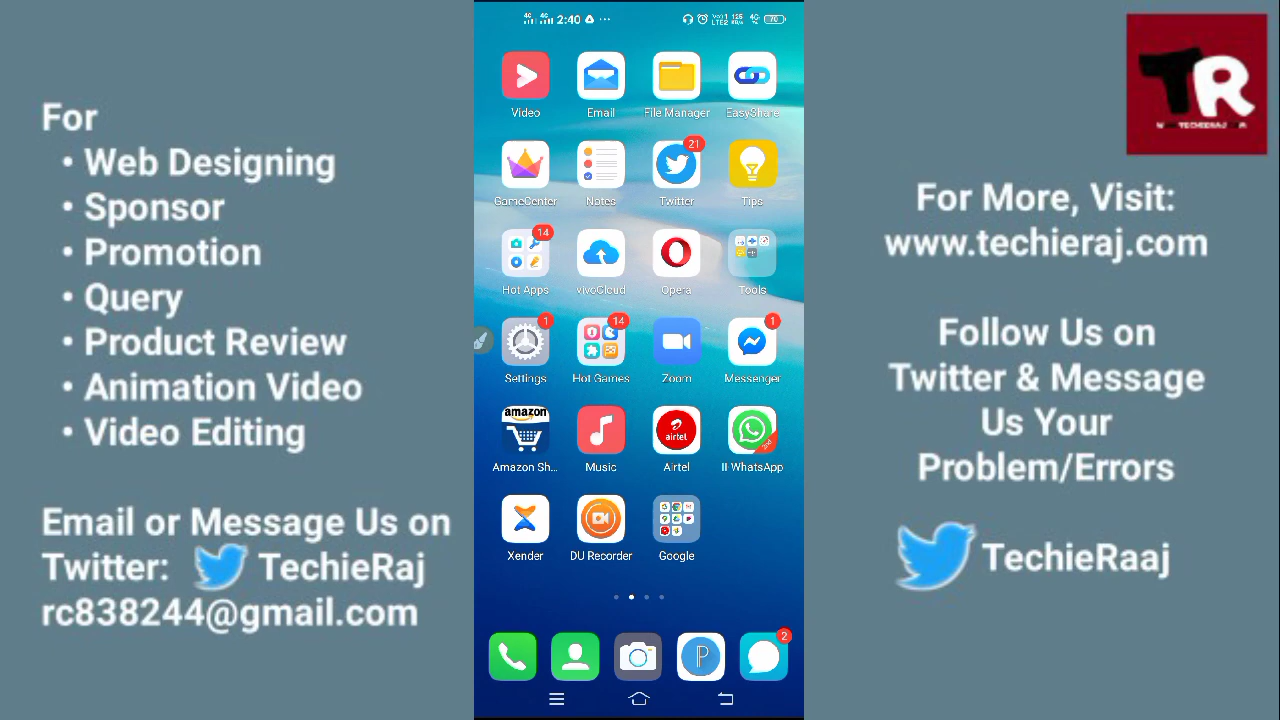 For
• Web Designing
• Sponsor
• Promotion
• Query
• Product Review
• Animation Video
• Video Editing
Email or Message Us on
Twitter: TechieRaj
rc838244@gmail.com
4G 4G 2:40 ...
4G 70
Video Email File Manager EasyShare
21
GameCenter Notes Twitter Tips
14
Hot Apps vivoCloud Opera Tools
1 14 1
Settings Hot Games Zoom Messenger
amazon
airtel
Amazon Sh... Music Airtel II·WhatsApp
Xender DU Recorder Google
2
P
TR
For More, Visit:
www.techieraj.com
Follow Us on
Twitter & Message
Us Your
Problem/Errors
TechieRaaj